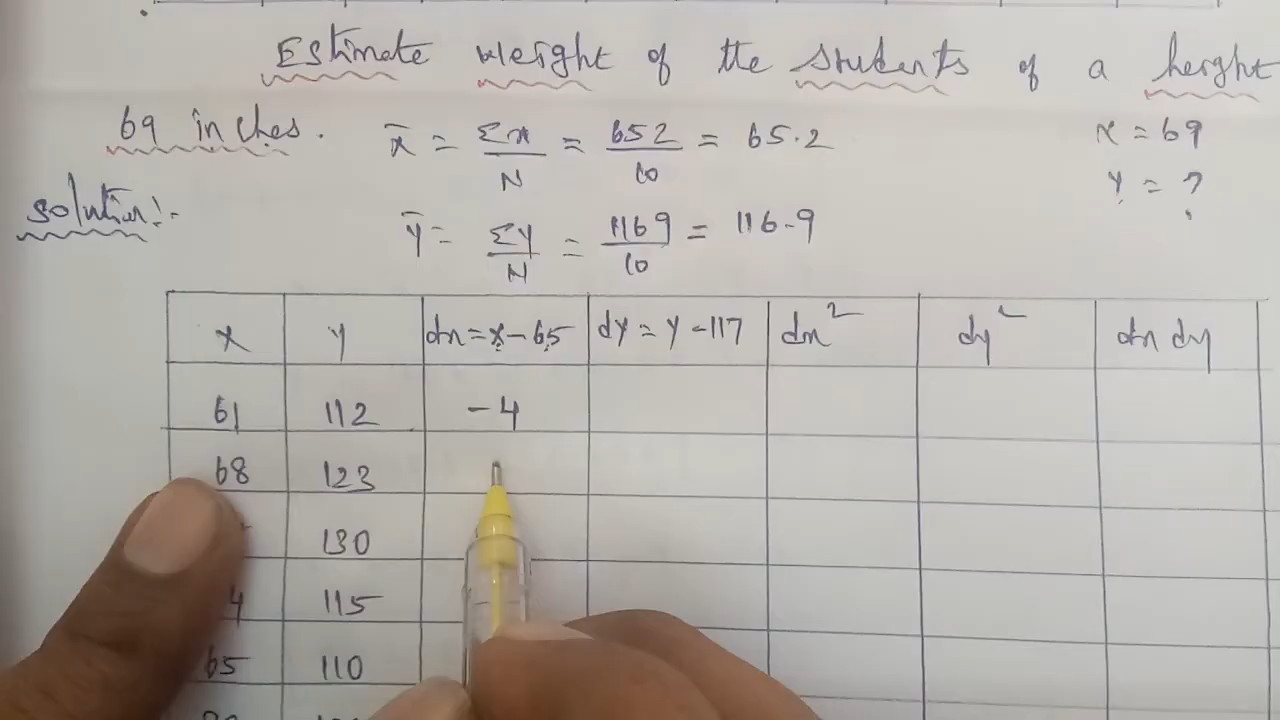 Estimate weight of the students of a height
69 inches. x̄ = Σx/N = 652/10 = 65.2 x = 69
y = ?
Solution:-
ȳ = Σy/N = 1169/10 = 116.9
x y dx = x - 65 dy = y - 117 dx² dy² dx dy
61 112 -4
68 123
130
4 115
65 110